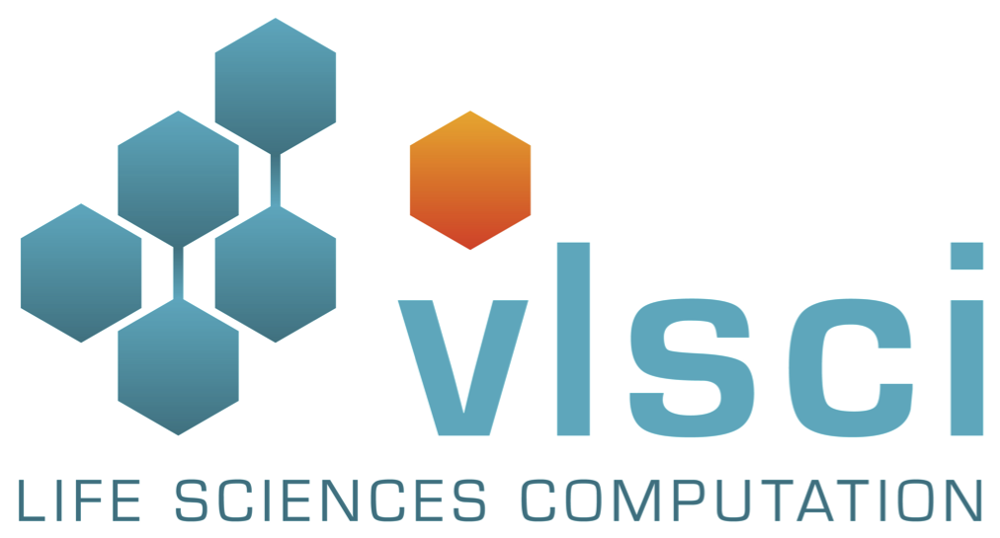 vlsci
LIFE SCIENCES COMPUTATION